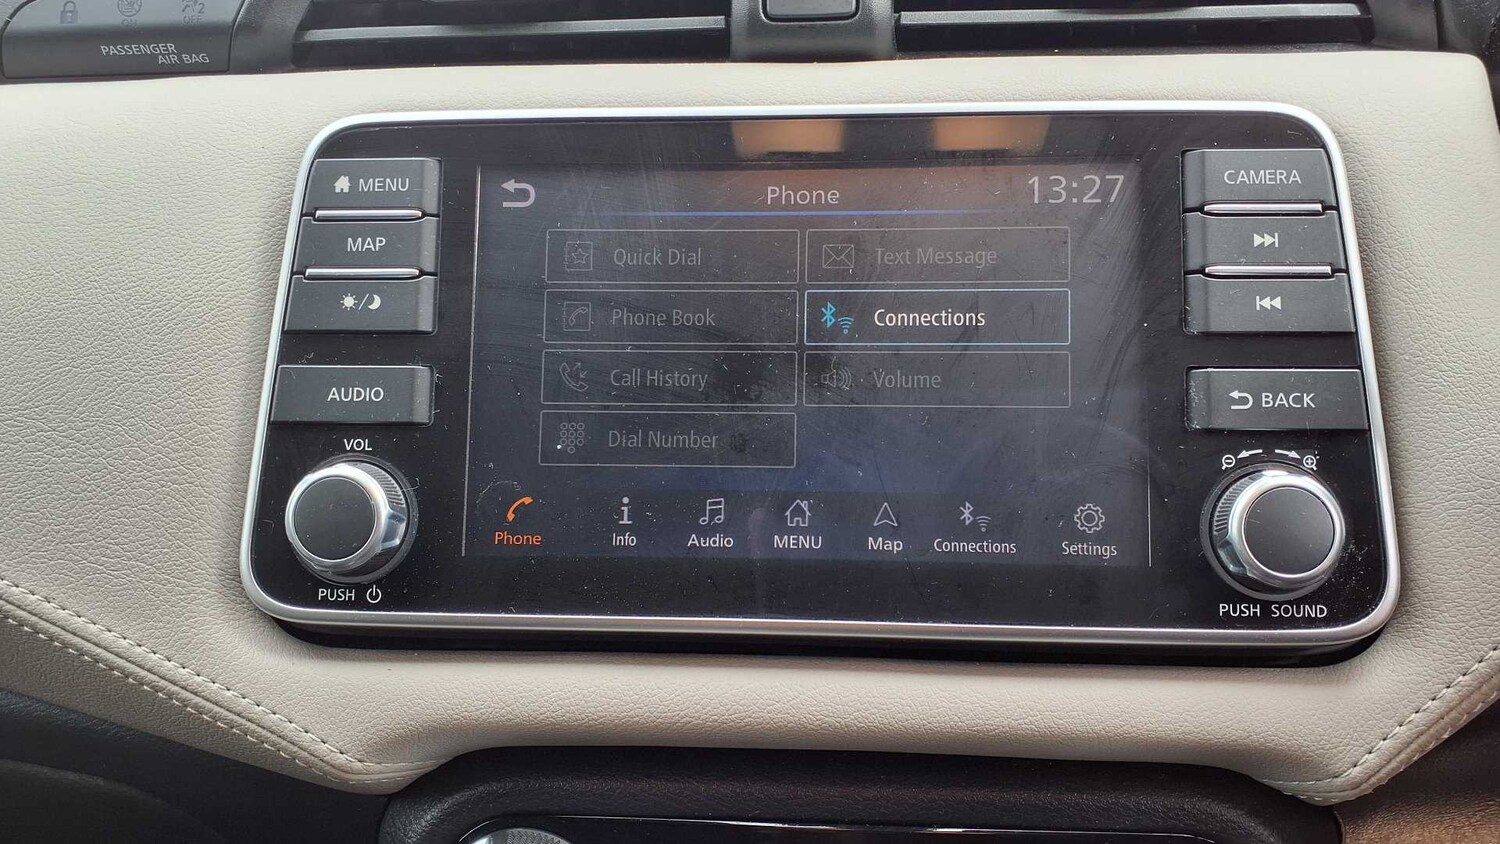 PASSENGER
AIR BAG
OFF
MENU
MAP
AUDIO
VOL
PUSH
Phone
13:27
Quick Dial
Text Message
Phone Book
Connections
Call History
Volume
Dial Number
Phone
Info
Audio
MENU
Map
Connections
Settings
CAMERA
BACK
PUSH SOUND